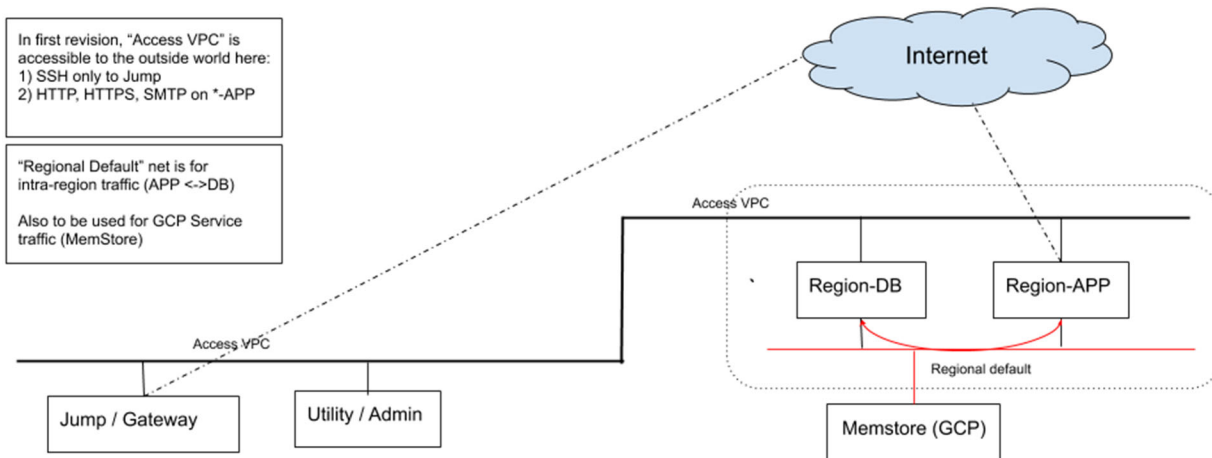 In first revision, “Access VPC” is
accessible to the outside world here:
1) SSH only to Jump
2) HTTP, HTTPS, SMTP on *-APP
“Regional Default” net is for
intra-region traffic (APP <->DB)
Also to be used for GCP Service
traffic (MemStore)
Internet
Access VPC
Region-DB
Region-APP
Regional default
Memstore (GCP)
Access VPC
Jump / Gateway
Utility / Admin